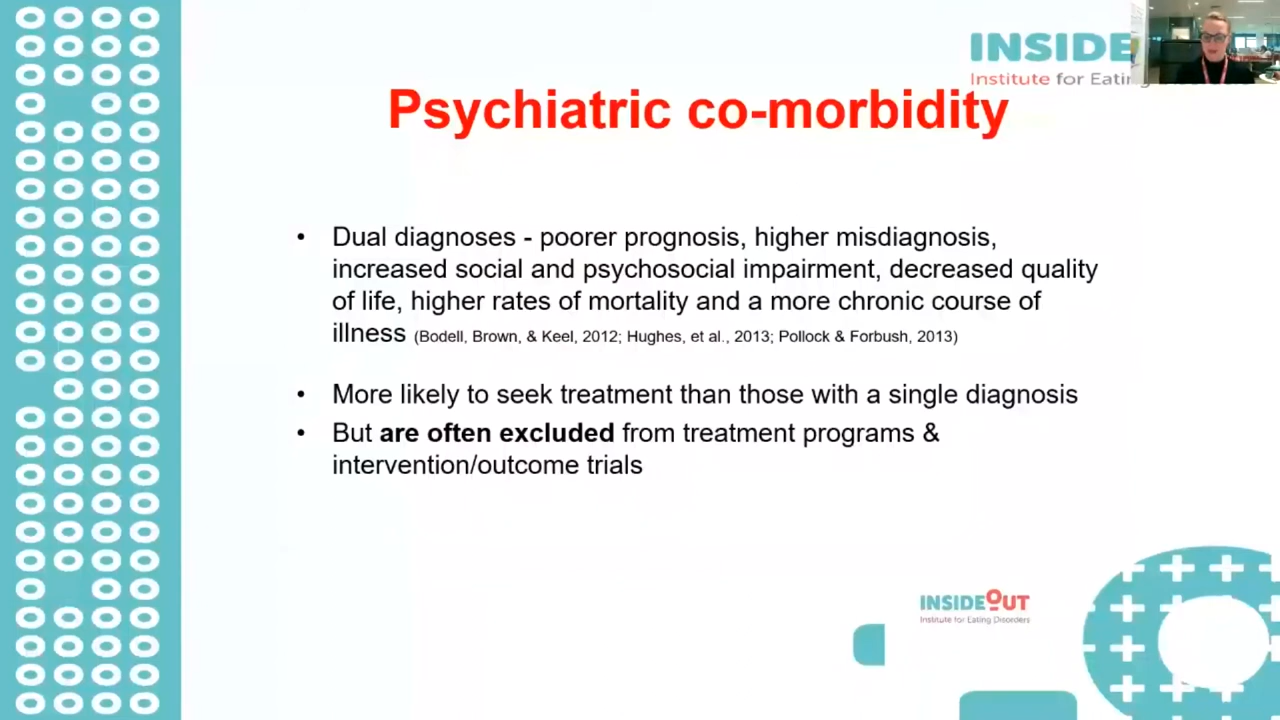 INSIDE
Institute for Eating
Psychiatric co-morbidity
• Dual diagnoses - poorer prognosis, higher misdiagnosis,
increased social and psychosocial impairment, decreased quality
of life, higher rates of mortality and a more chronic course of
illness (Bodell, Brown, & Keel, 2012; Hughes, et al., 2013; Pollock & Forbush, 2013)
• More likely to seek treatment than those with a single diagnosis
• But are often excluded from treatment programs &
intervention/outcome trials
INSIDEOUT
Institute for Eating Disorders